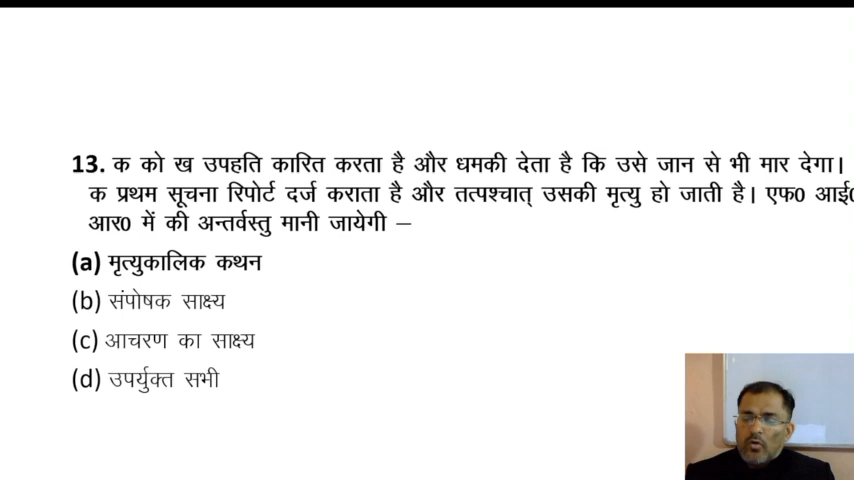 13. क को ख उपहति कारित करता है और धमकी देता है कि उसे जान से भी मार देगा।
क प्रथम सूचना रिपोर्ट दर्ज कराता है और तत्पश्चात् उसकी मृत्यु हो जाती है। एफ0 आई0
आर0 में की अन्तर्वस्तु मानी जायेगी –
(a) मृत्युकालिक कथन
(b) संपोषक साक्ष्य
(c) आचरण का साक्ष्य
(d) उपर्युक्त सभी